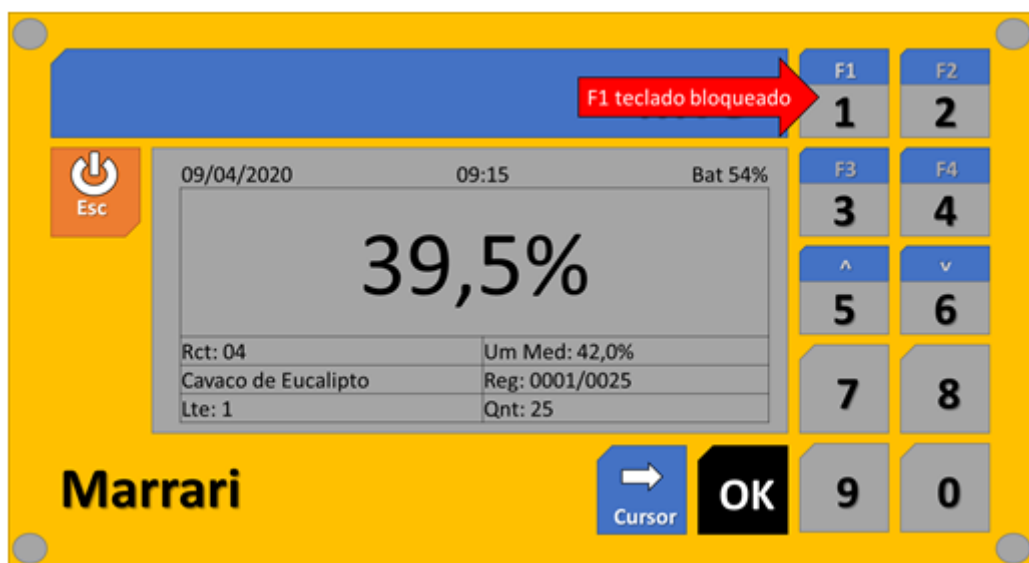 F1 teclado bloqueado
F1
1
F2
2
Esc
09/04/2020 09:15 Bat 54%
39,5%
Rct: 04 Um Med: 42,0%
Cavaco de Eucalipto Reg: 0001/0025
Lte: 1 Qnt: 25
F3
3
F4
4
^
5
v
6
7
8
Marrari
Cursor
OK
9
0